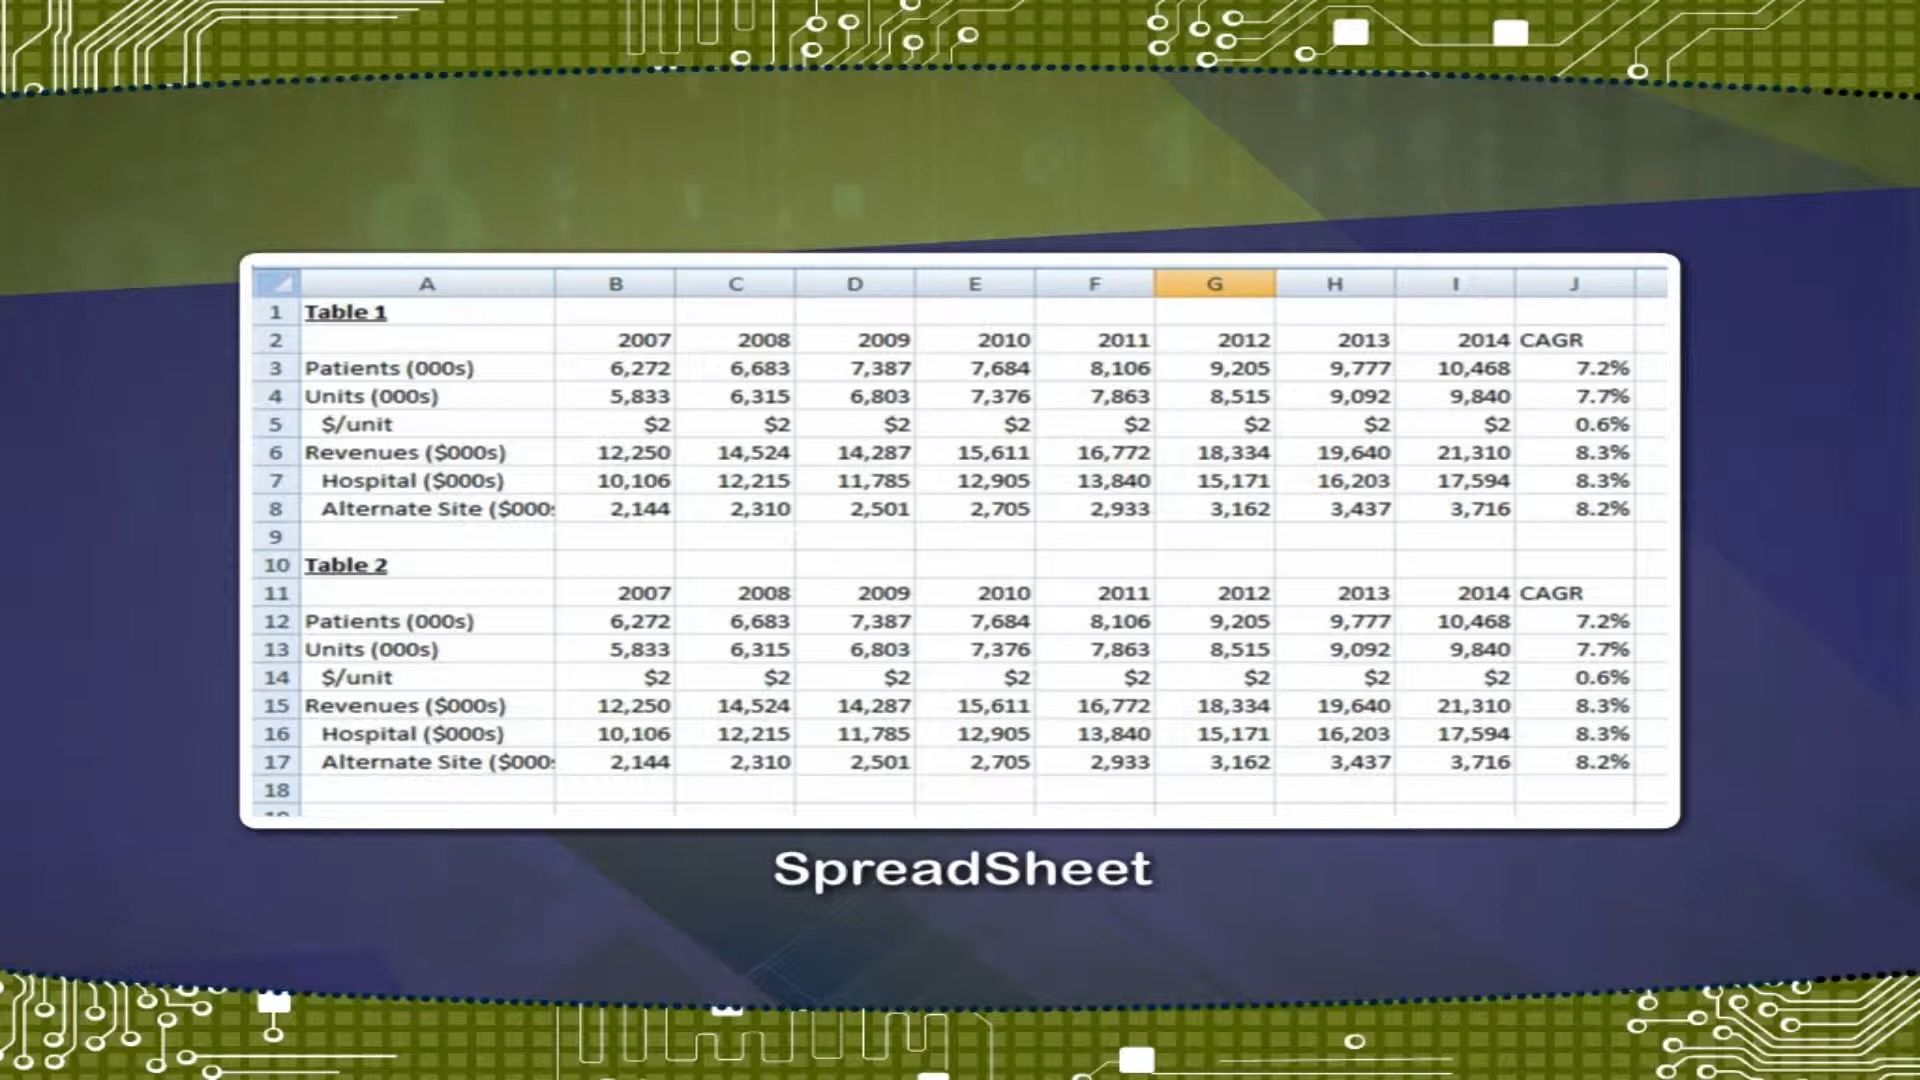 A B C D E F G H I J
1 Table 1
2 2007 2008 2009 2010 2011 2012 2013 2014 CAGR
3 Patients (000s) 6,272 6,683 7,387 7,684 8,106 9,205 9,777 10,468 7.2%
4 Units (000s) 5,833 6,315 6,803 7,376 7,863 8,515 9,092 9,840 7.7%
5 $/unit $2 $2 $2 $2 $2 $2 $2 $2 0.6%
6 Revenues ($000s) 12,250 14,524 14,287 15,611 16,772 18,334 19,640 21,310 8.3%
7 Hospital ($000s) 10,106 12,215 11,785 12,905 13,840 15,171 16,203 17,594 8.3%
8 Alternate Site ($000s 2,144 2,310 2,501 2,705 2,933 3,162 3,437 3,716 8.2%
9
10 Table 2
11 2007 2008 2009 2010 2011 2012 2013 2014 CAGR
12 Patients (000s) 6,272 6,683 7,387 7,684 8,106 9,205 9,777 10,468 7.2%
13 Units (000s) 5,833 6,315 6,803 7,376 7,863 8,515 9,092 9,840 7.7%
14 $/unit $2 $2 $2 $2 $2 $2 $2 $2 0.6%
15 Revenues ($000s) 12,250 14,524 14,287 15,611 16,772 18,334 19,640 21,310 8.3%
16 Hospital ($000s) 10,106 12,215 11,785 12,905 13,840 15,171 16,203 17,594 8.3%
17 Alternate Site ($000s 2,144 2,310 2,501 2,705 2,933 3,162 3,437 3,716 8.2%
18
SpreadSheet